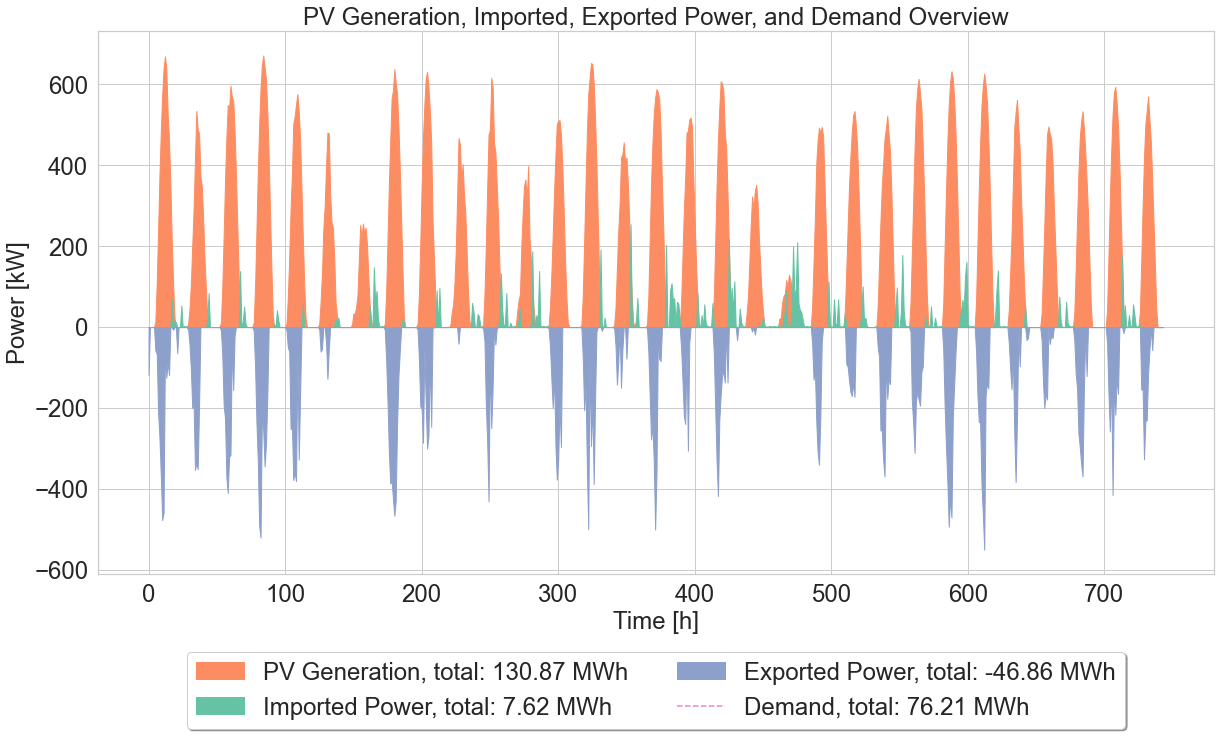 PV Generation, Imported, Exported Power, and Demand Overview
600
400
200
0
−200
−400
−600
Power [kW]
0 100 200 300 400 500 600 700
Time [h]
PV Generation, total: 130.87 MWh
Imported Power, total: 7.62 MWh
Exported Power, total: -46.86 MWh
Demand, total: 76.21 MWh